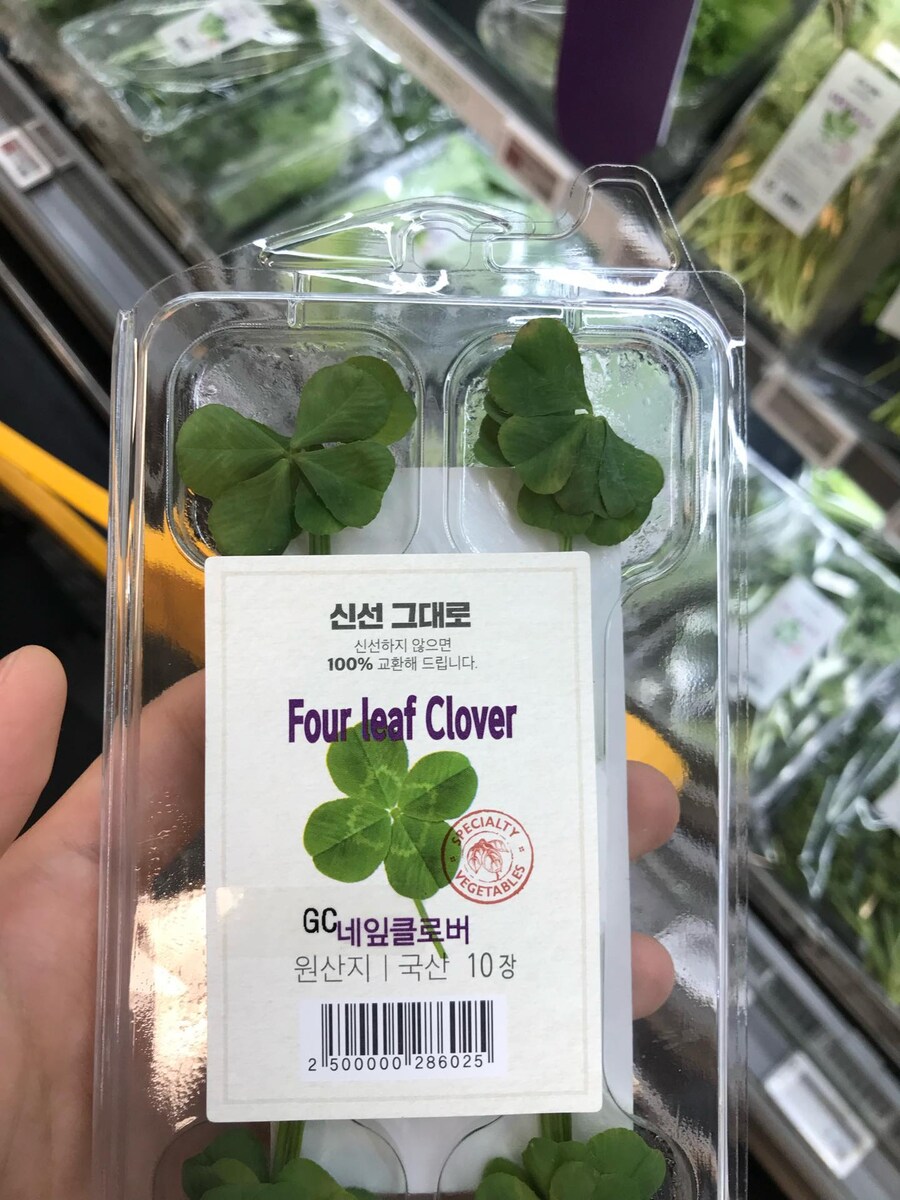 신선 그대로
신선하지 않으면
100% 교환해 드립니다.
Four leaf Clover
SPECIALTY
VEGETABLES
GC네잎클로버
원산지 | 국산 10장
2 500000 286025